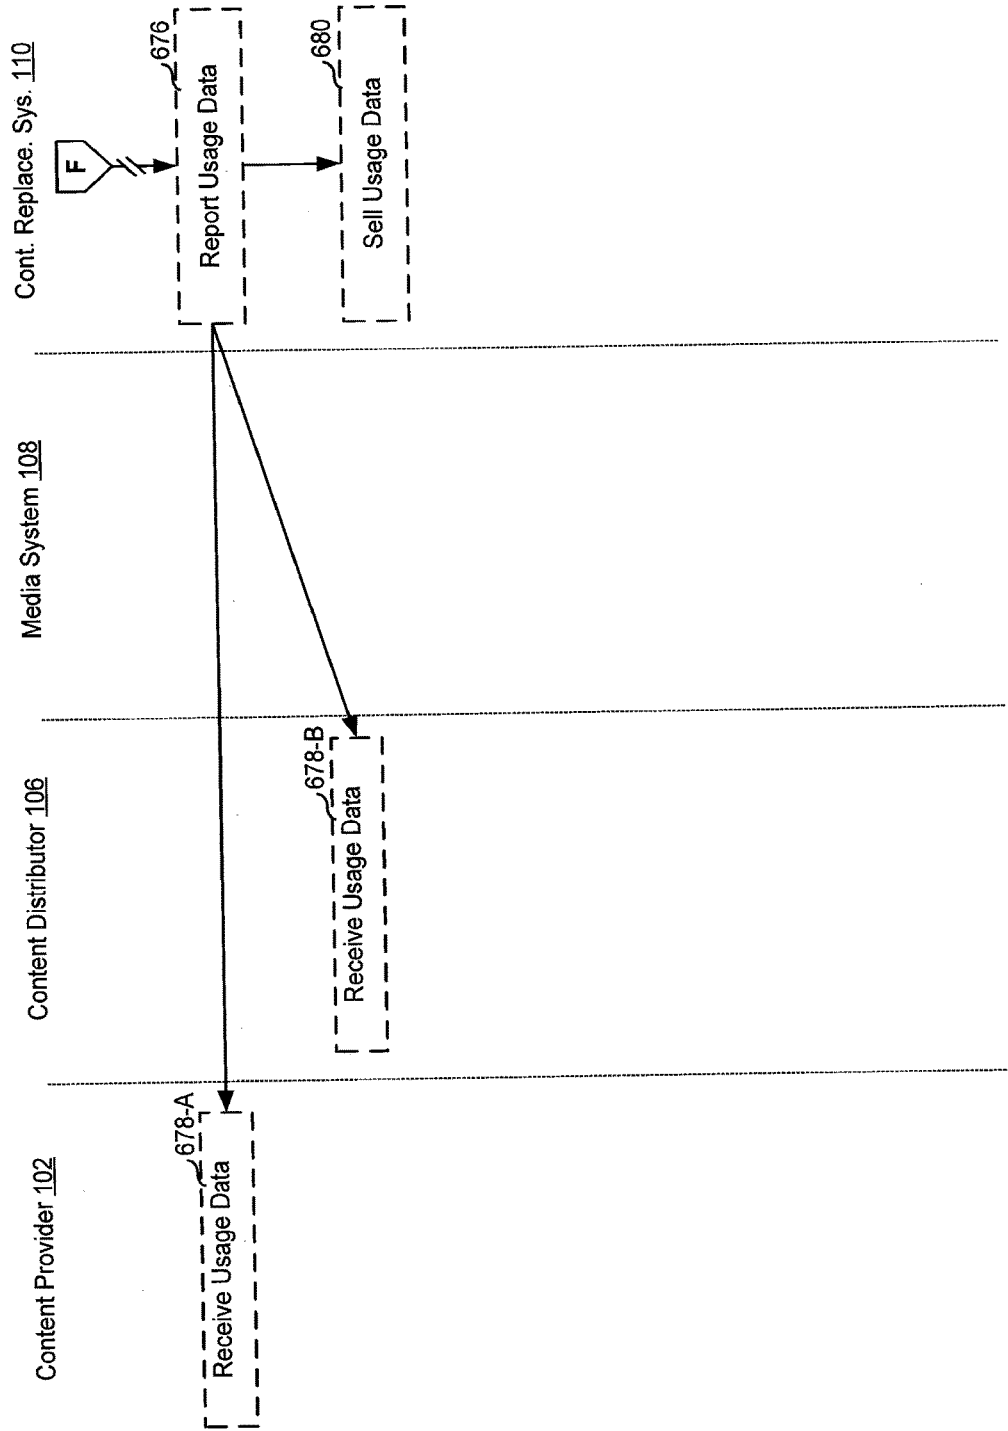 Content Provider 102
Content Distributor 106
Media System 108
Cont. Replace. Sys. 110
F
676
Report Usage Data
678-A
Receive Usage Data
678-B
Receive Usage Data
680
Sell Usage Data